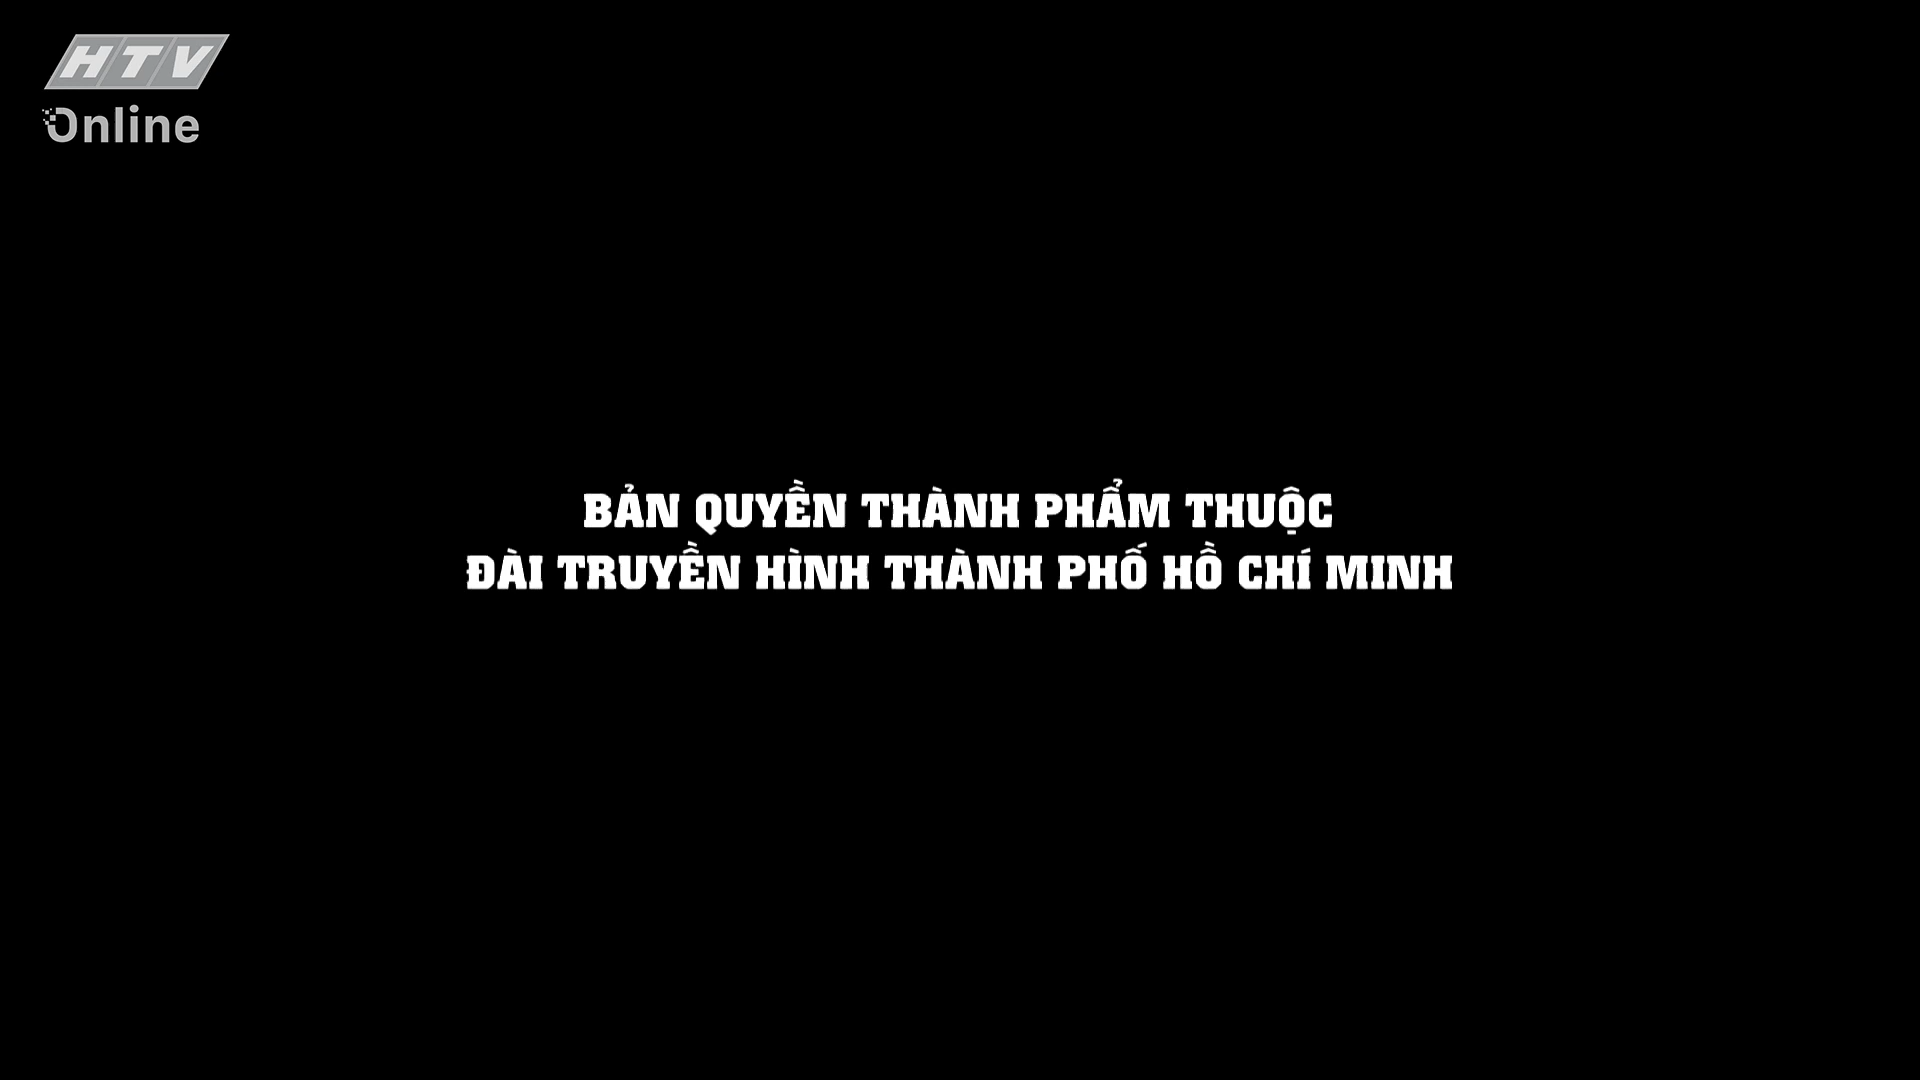 HTV
Online
BẢN QUYỀN THÀNH PHẨM THUỘC
ĐÀI TRUYỀN HÌNH THÀNH PHỐ HỒ CHÍ MINH